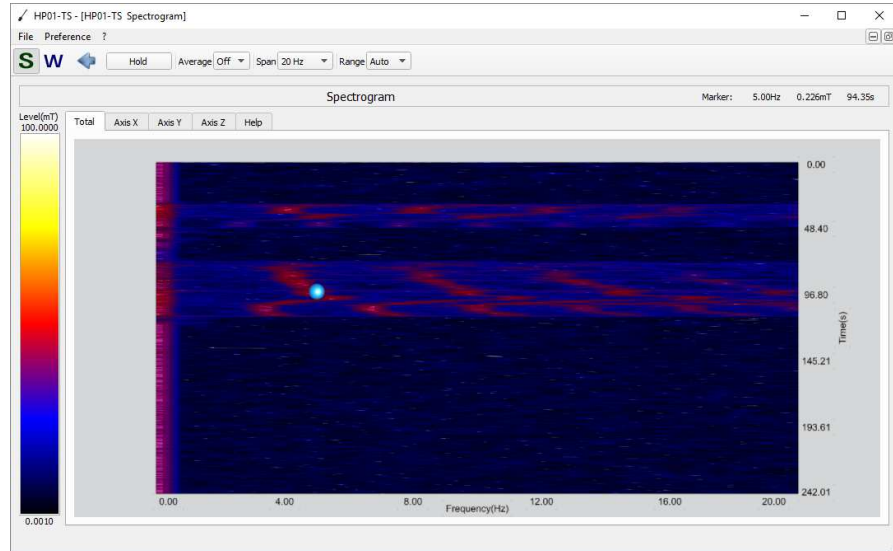 HP01-TS - [HP01-TS Spectrogram]
File Preference ?
S W Hold Average Off Span 20 Hz Range Auto
Spectrogram Marker: 5.00Hz 0.226mT 94.35s
Level(mT)
100.0000
Total Axis X Axis Y Axis Z Help
0.00
48.40
96.80
Time(s)
145.21
193.61
242.01
0.00 4.00 8.00 12.00 16.00 20.00
Frequency(Hz)
0.0010